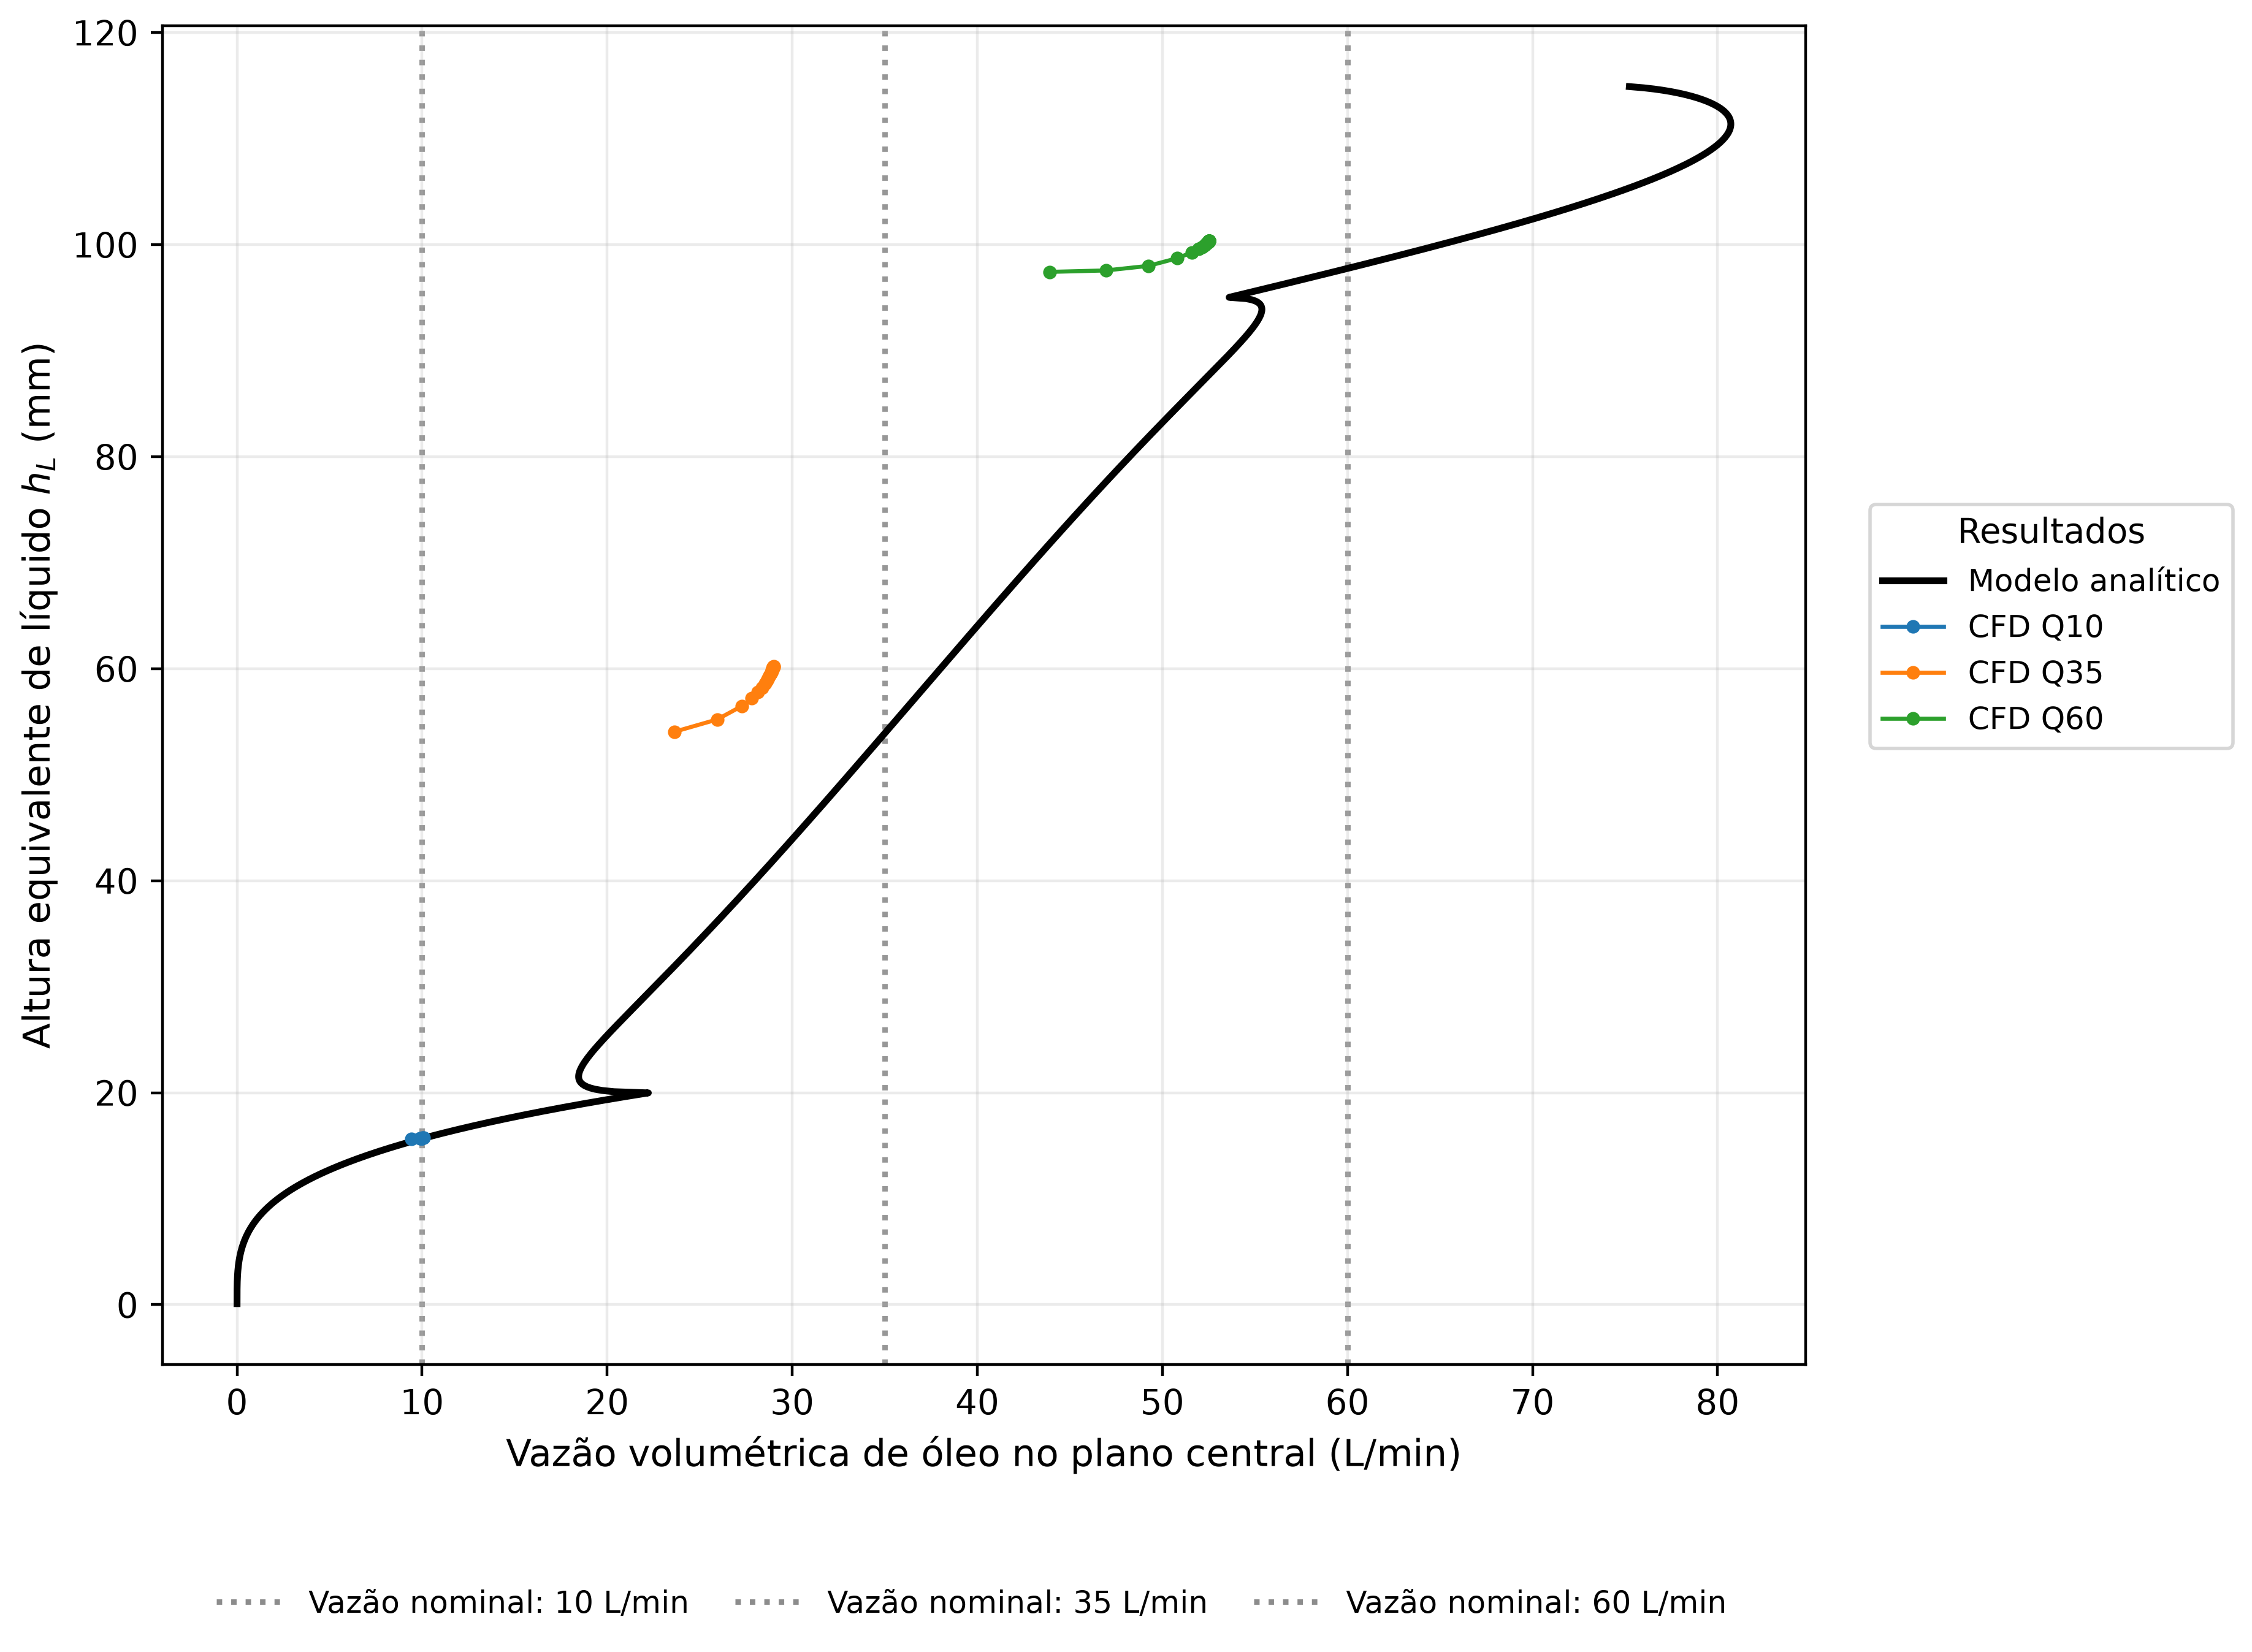 120
100
80
60
40
20
0
Altura equivalente de líquido h_L (mm)
0 10 20 30 40 50 60 70 80
Vazão volumétrica de óleo no plano central (L/min)
Resultados
Modelo analítico
CFD Q10
CFD Q35
CFD Q60
Vazão nominal: 10 L/min Vazão nominal: 35 L/min Vazão nominal: 60 L/min